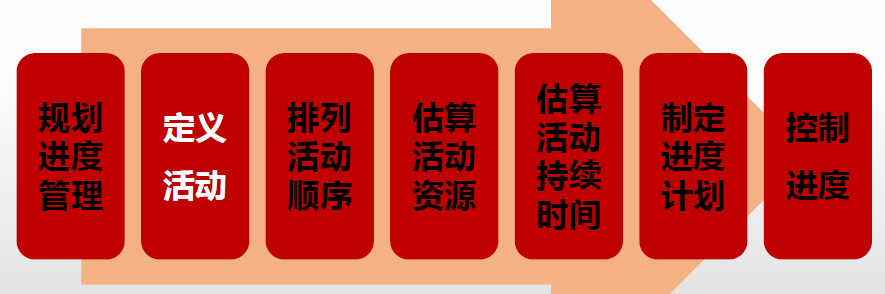 规划
进度
管理
定义
活动
排列
活动
顺序
估算
活动
资源
估算
活动
持续
时间
制定
进度
计划
控制
进度